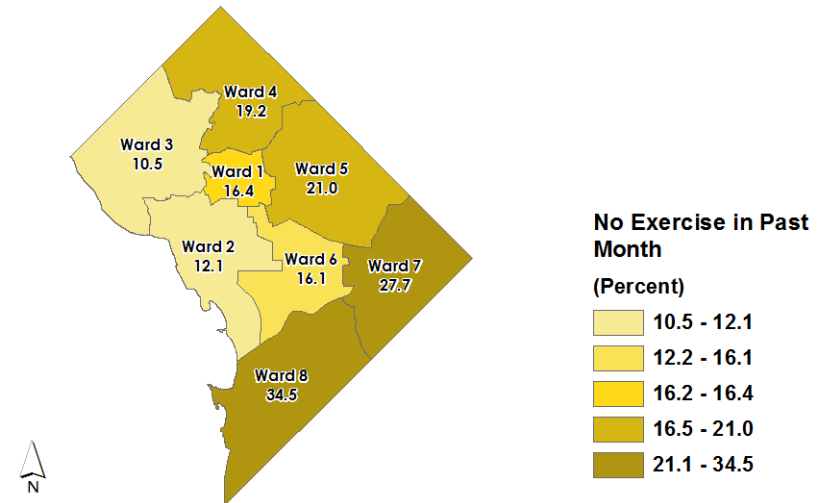 Ward 4
19.2
Ward 3
10.5
Ward 1
16.4
Ward 5
21.0
Ward 2
12.1
Ward 6
16.1
Ward 7
27.7
Ward 8
34.5
N
No Exercise in Past
Month
(Percent)
10.5 - 12.1
12.2 - 16.1
16.2 - 16.4
16.5 - 21.0
21.1 - 34.5